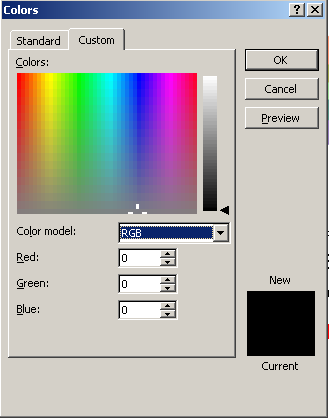 Colors
Standard Custom
Colors:
OK
Cancel
Preview
Color model: RGB
Red: 0
Green: 0
Blue: 0
New
Current